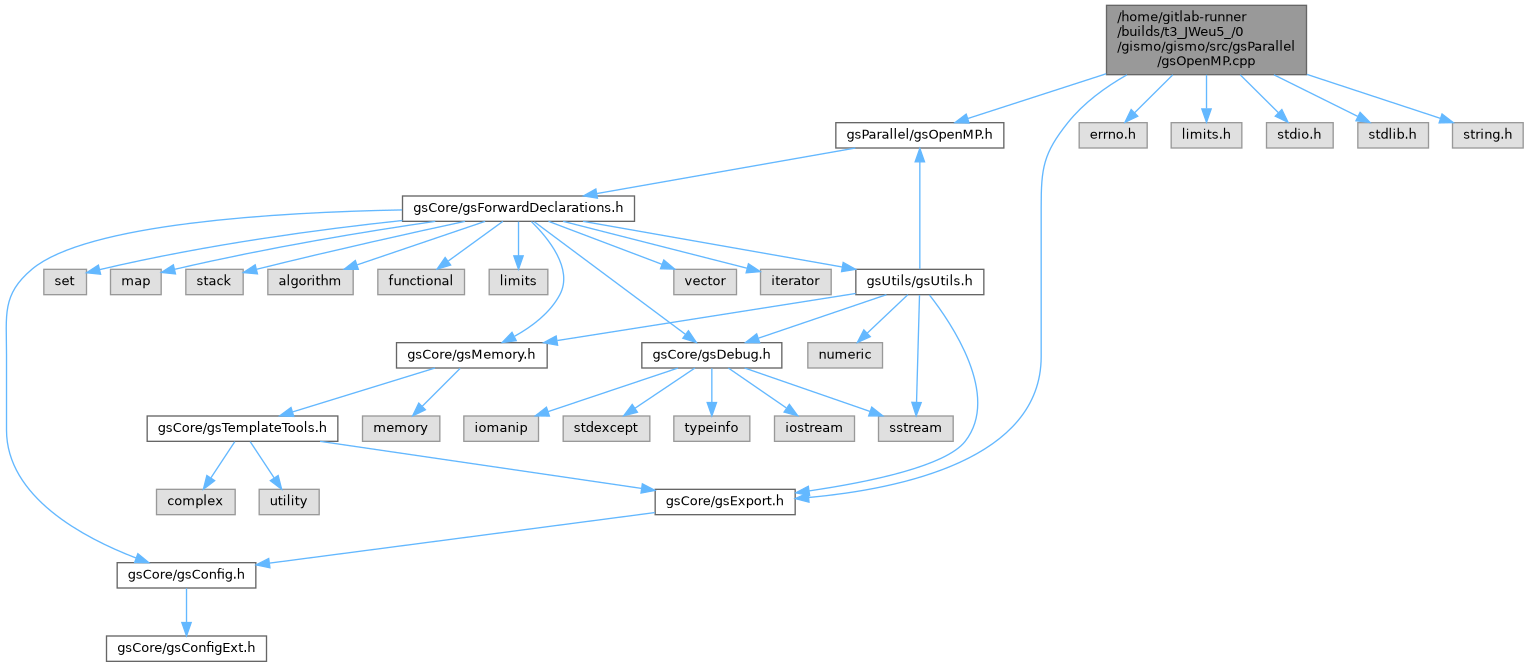 /home/gitlab-runner
/builds/t3_JWeu5_/0
/gismo/gismo/src/gsParallel
/gsOpenMP.cpp
gsParallel/gsOpenMP.h
errno.h
limits.h
stdio.h
stdlib.h
string.h
gsCore/gsForwardDeclarations.h
set
map
stack
algorithm
functional
limits
vector
iterator
gsUtils/gsUtils.h
gsCore/gsMemory.h
gsCore/gsDebug.h
numeric
gsCore/gsTemplateTools.h
memory
iomanip
stdexcept
typeinfo
iostream
sstream
complex
utility
gsCore/gsExport.h
gsCore/gsConfig.h
gsCore/gsConfigExt.h